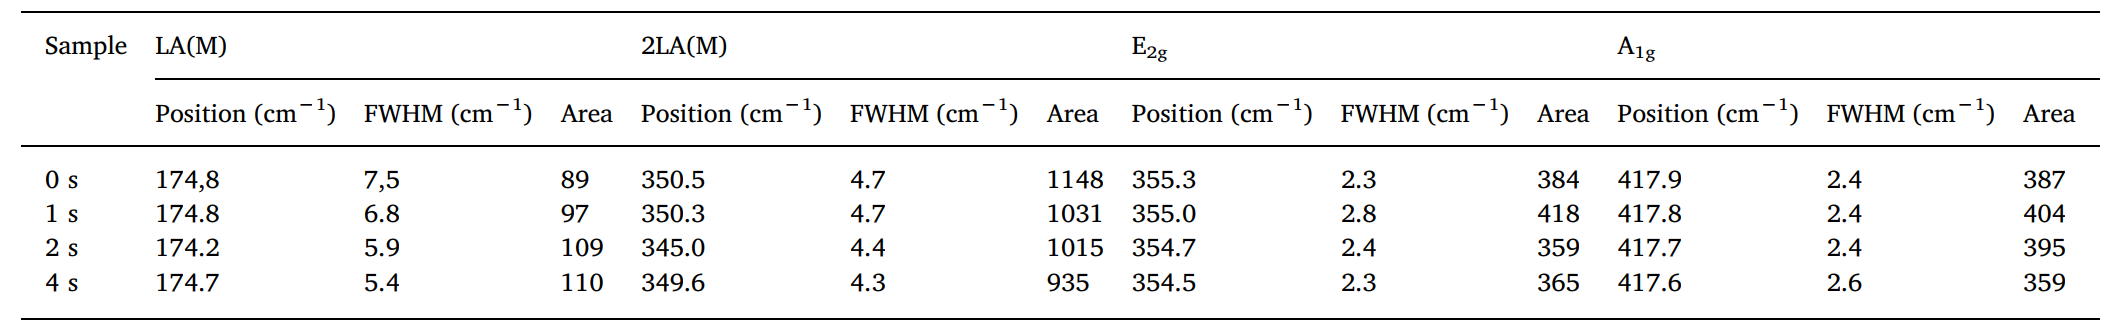 Sample LA(M) 2LA(M) E2g A1g
Position (cm−1) FWHM (cm−1) Area Position (cm−1) FWHM (cm−1) Area Position (cm−1) FWHM (cm−1) Area Position (cm−1) FWHM (cm−1) Area
0 s 174,8 7,5 89 350.5 4.7 1148 355.3 2.3 384 417.9 2.4 387
1 s 174.8 6.8 97 350.3 4.7 1031 355.0 2.8 418 417.8 2.4 404
2 s 174.2 5.9 109 345.0 4.4 1015 354.7 2.4 359 417.7 2.4 395
4 s 174.7 5.4 110 349.6 4.3 935 354.5 2.3 365 417.6 2.6 359